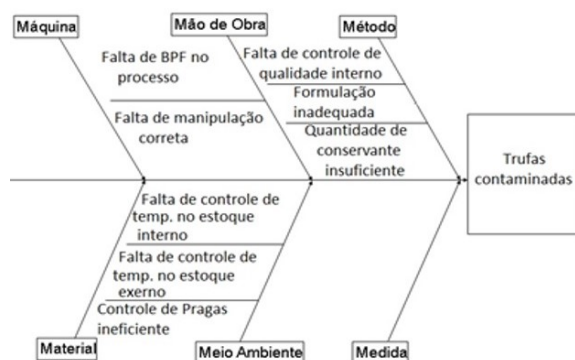 Máquina
Mão de Obra
Método
Falta de BPF no
processo
Falta de manipulação
correta
Falta de controle de
qualidade interno
Formulação
inadequada
Quantidade de
conservante
insuficiente
Trufas
contaminadas
Falta de controle de
temp. no estoque
interno
Falta de controle de
temp. no estoque
exerno
Controle de Pragas
ineficiente
Material
Meio Ambiente
Medida